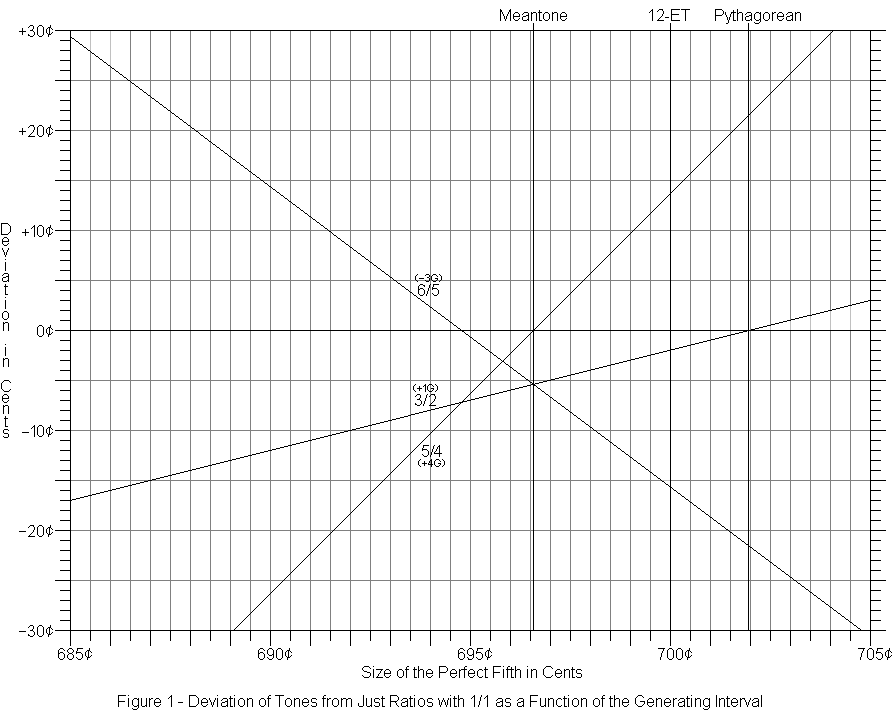 Meantone 12-ET Pythagorean
+30¢
+20¢
+10¢
0¢
−10¢
−20¢
−30¢
Deviation in Cents
(−3G)
6/5
(+1G)
3/2
5/4
(+4G)
685¢ 690¢ 695¢ 700¢ 705¢
Size of the Perfect Fifth in Cents
Figure 1 - Deviation of Tones from Just Ratios with 1/1 as a Function of the Generating Interval